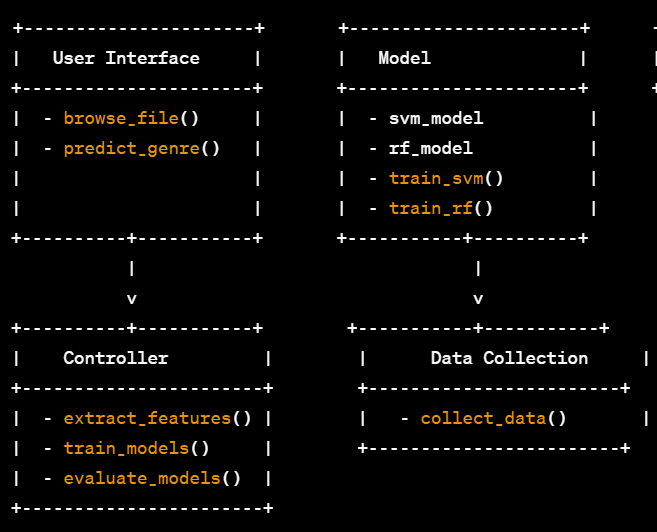 +----------------------+       +----------------------+
|   User Interface     |       |   Model              |
+----------------------+       +----------------------+
|  - browse_file()     |       |  - svm_model          |
|  - predict_genre()   |       |  - rf_model           |
|                      |       |  - train_svm()        |
|                      |       |  - train_rf()         |
+----------+-----------+       +-----------+----------+
           |                                |
           v                                v
+----------+-----------+        +-----------+-----------+
|    Controller         |        |      Data Collection     |
+-----------------------+        +------------------------+
|  - extract_features() |        |   - collect_data()       |
|  - train_models()     |        +------------------------+
|  - evaluate_models()  |
+-----------------------+